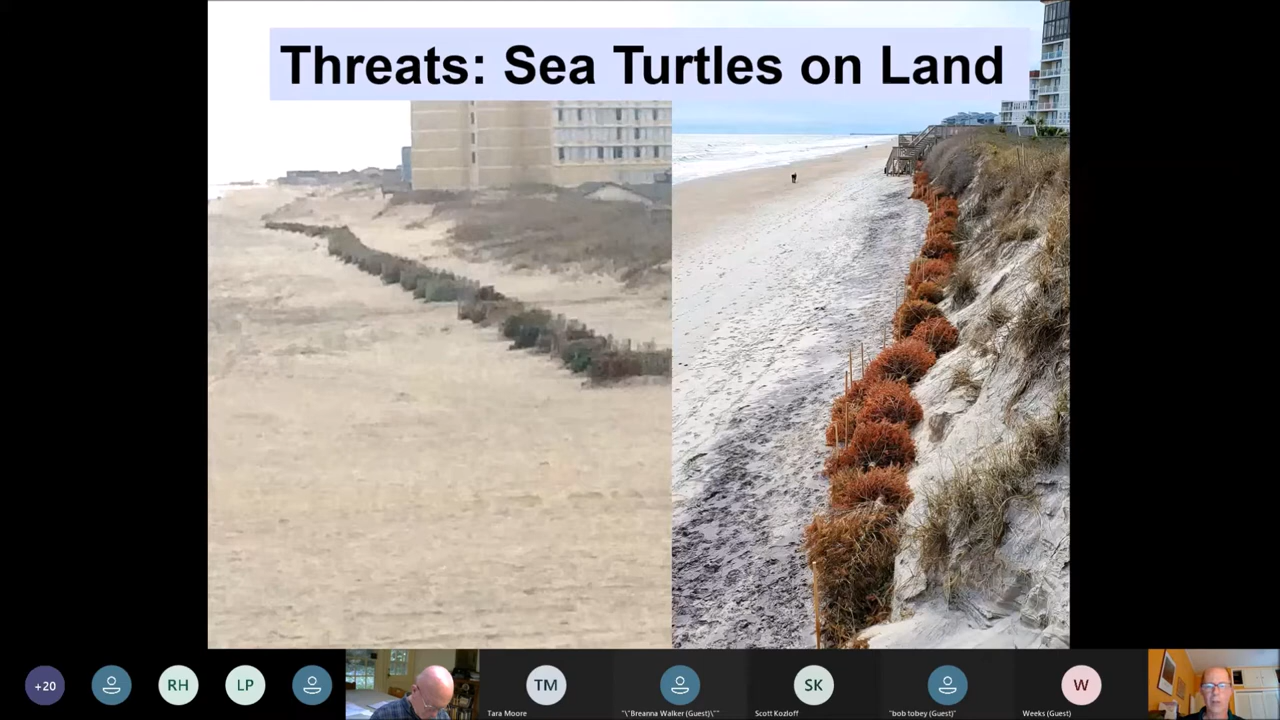 Threats: Sea Turtles on Land
+20
RH
LP
TM
SK
W
Tara Moore
"\"Breanna Walker (Guest)\""
Scott Kozloff
"bob tobey (Guest)"
Weeks (Guest)